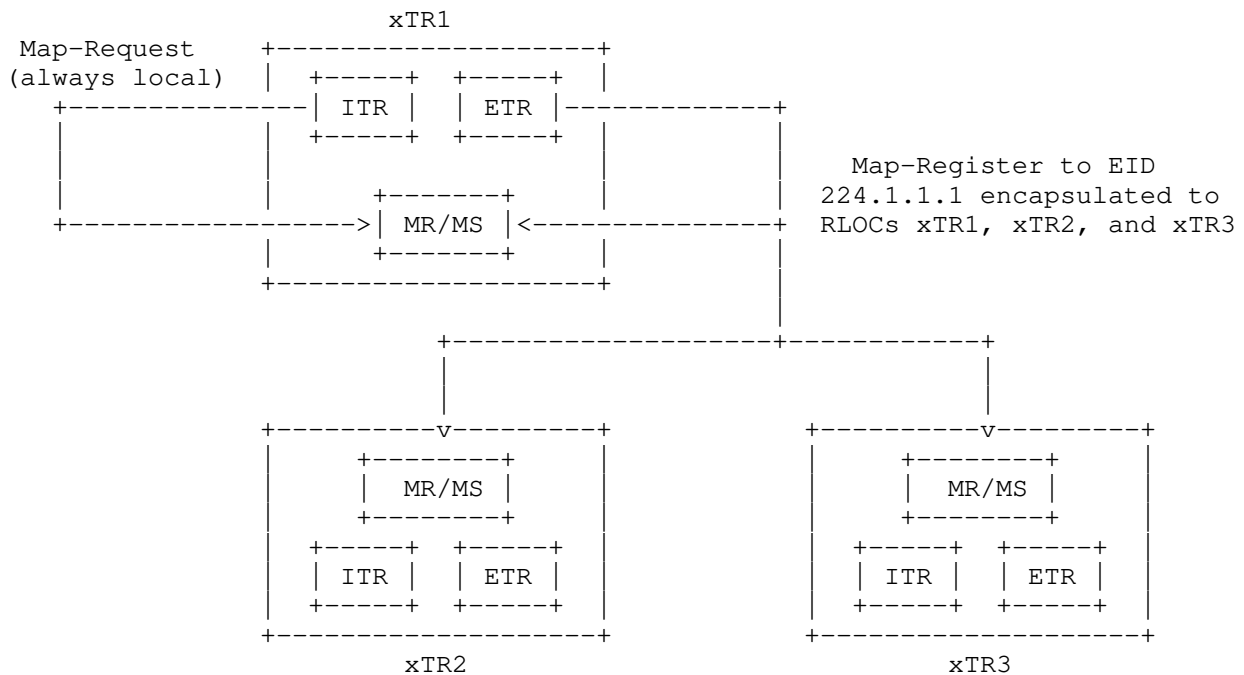 xTR1
Map-Request
(always local)
ITR ETR
Map-Register to EID
224.1.1.1 encapsulated to
MR/MS RLOCs xTR1, xTR2, and xTR3
MR/MS MR/MS
ITR ETR ITR ETR
xTR2 xTR3